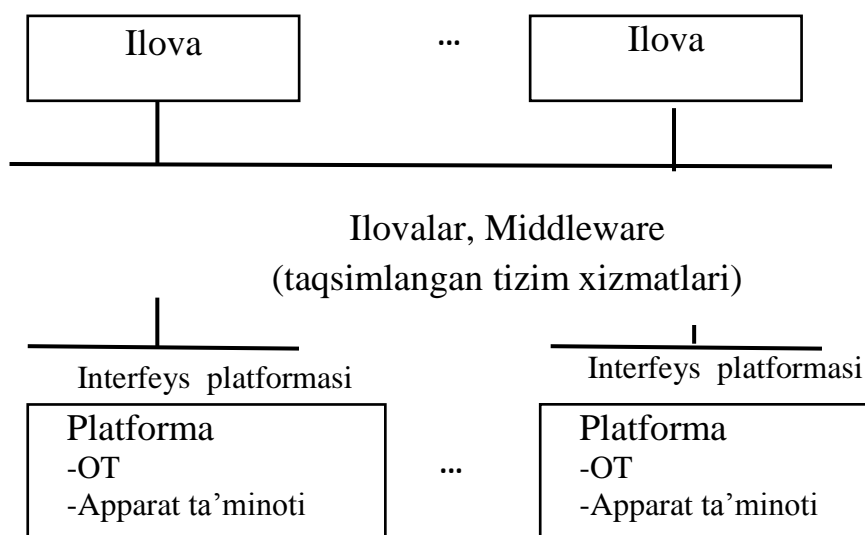 Ilova ... Ilova
Ilovalar, Middleware
(taqsimlangan tizim xizmatlari)
Interfeys platformasi Interfeys platformasi
Platforma ... Platforma
-OT -OT
-Apparat ta’minoti -Apparat ta’minoti